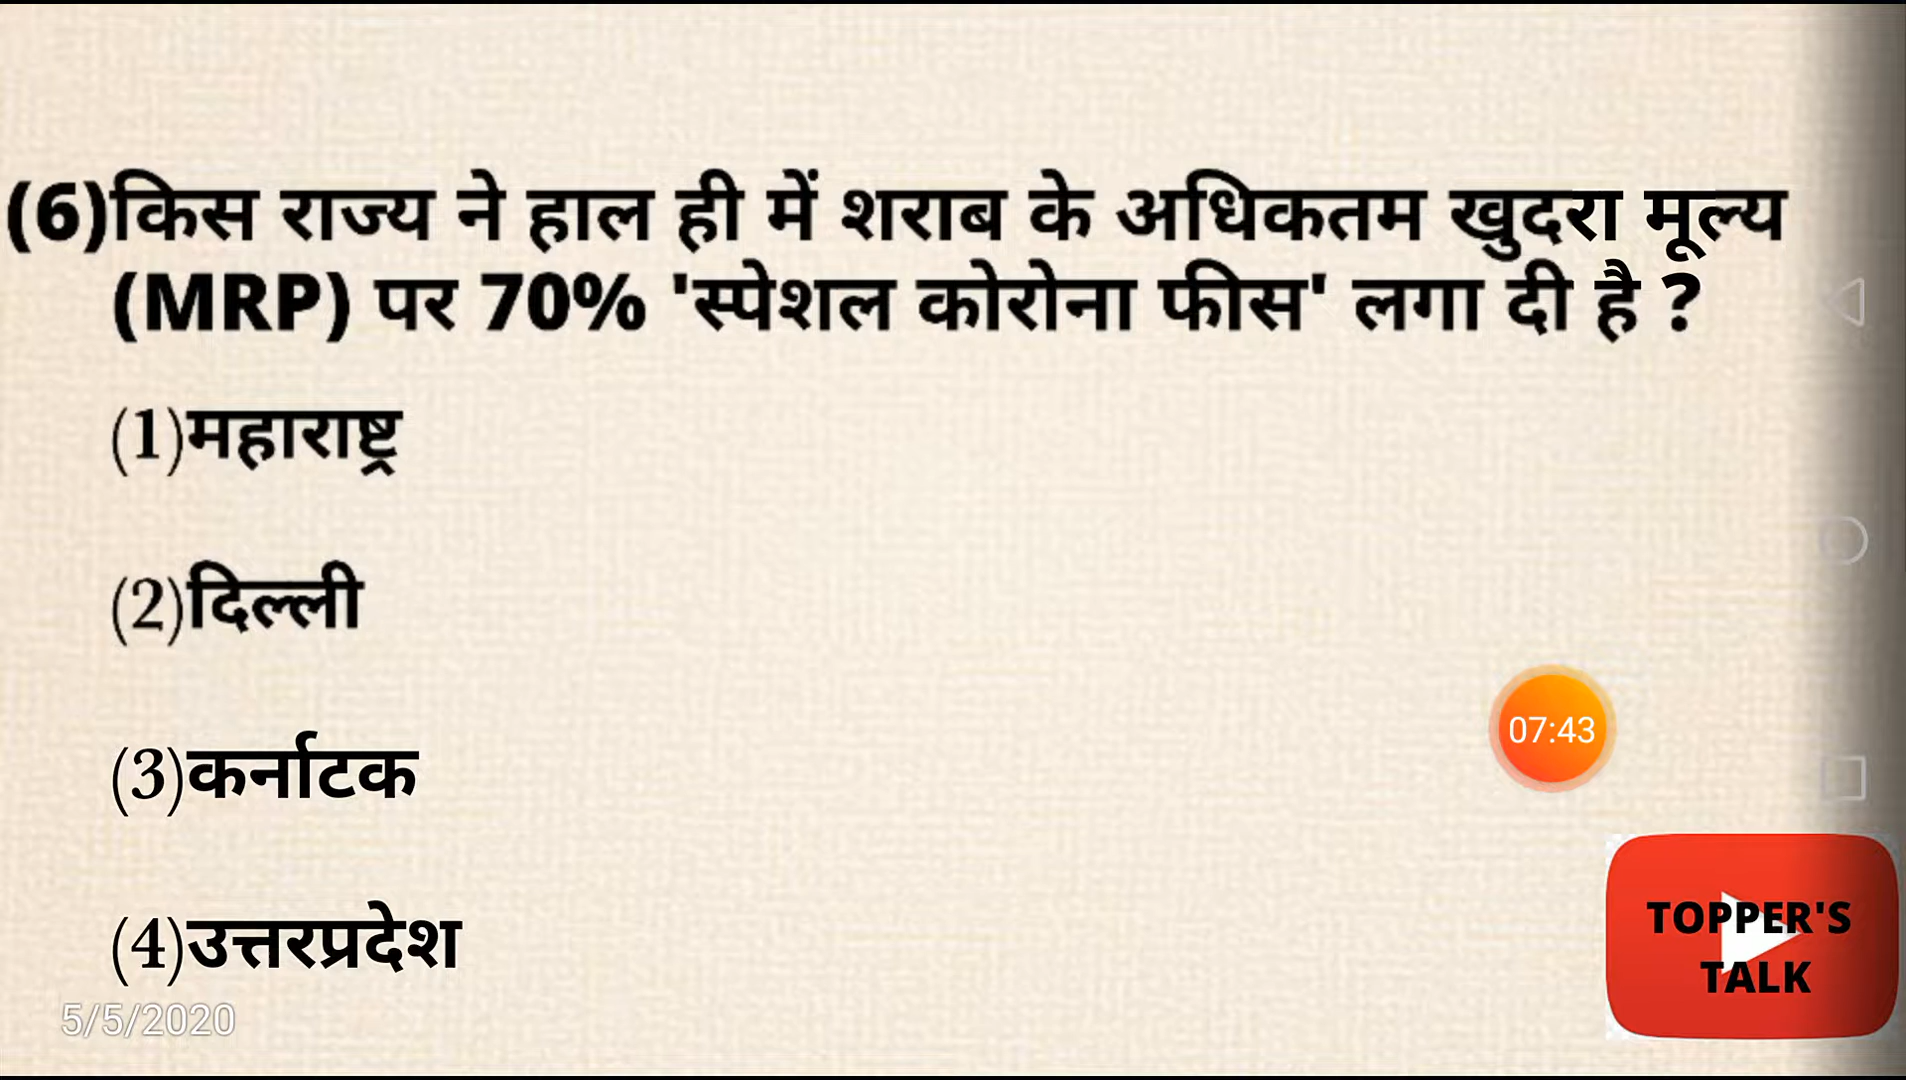 (6)किस राज्य ने हाल ही में शराब के अधिकतम खुदरा मूल्य
(MRP) पर 70% 'स्पेशल कोरोना फीस' लगा दी है ?
(1)महाराष्ट्र
(2)दिल्ली
(3)कर्नाटक
07:43
(4)उत्तरप्रदेश
TOPPER'S
TALK
5/5/2020